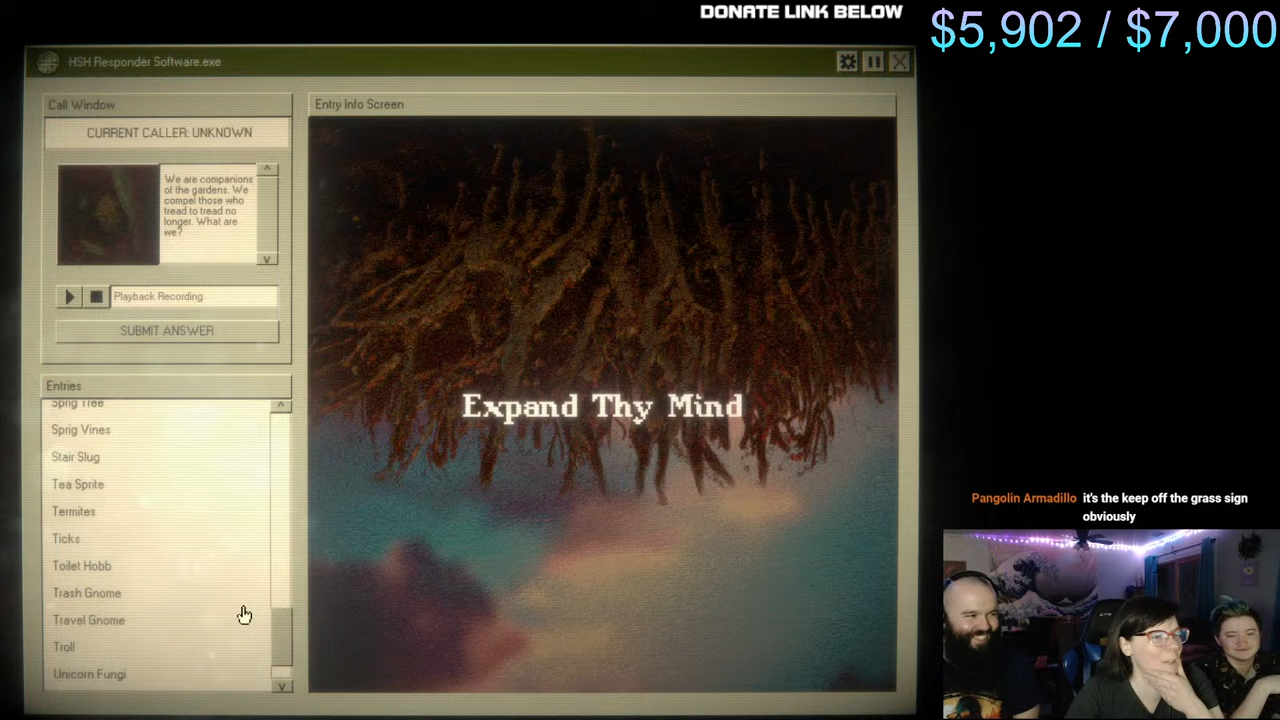 DONATE LINK BELOW
$5,902 / $7,000
HSH Responder Software.exe
Call Window
CURRENT CALLER: UNKNOWN
We are companions
of the gardens. We
compel those who
tread to tread no
longer. What are
we?
Playback Recording
SUBMIT ANSWER
Entries
Sprig Tree
Sprig Vines
Stair Slug
Tea Sprite
Termites
Ticks
Toilet Hobb
Trash Gnome
Travel Gnome
Troll
Unicorn Fungi
Entry Info Screen
Expand Thy Mind
Pangolin Armadillo it's the keep off the grass sign
obviously